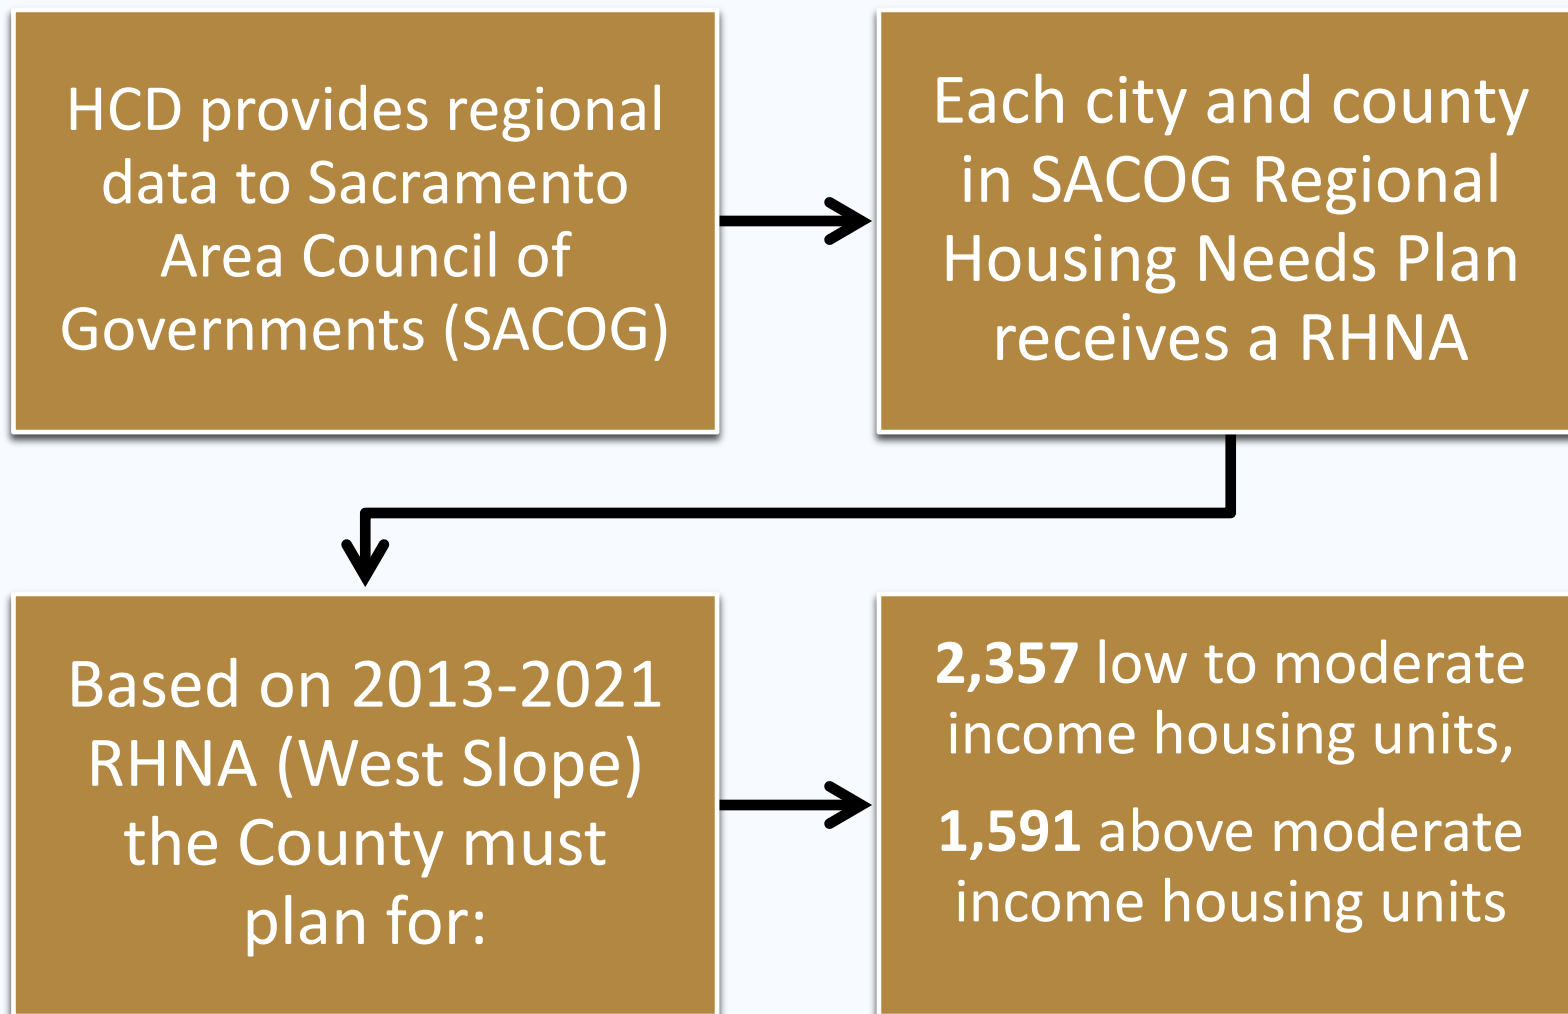 HCD provides regional
data to Sacramento
Area Council of
Governments (SACOG)
Each city and county
in SACOG Regional
Housing Needs Plan
receives a RHNA
Based on 2013-2021
RHNA (West Slope)
the County must
plan for:
2,357 low to moderate
income housing units,
1,591 above moderate
income housing units